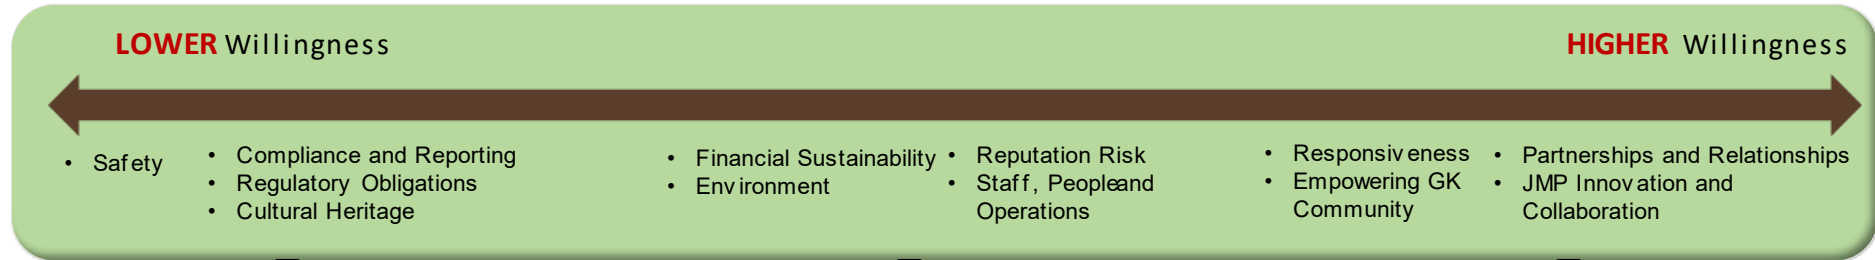 LOWER Willingness
HIGHER Willingness
• Safety
• Compliance and Reporting
• Regulatory Obligations
• Cultural Heritage
• Financial Sustainability
• Environment
• Reputation Risk
• Staff, Peopleand
Operations
• Responsiveness
• Empowering GK
Community
• Partnerships and Relationships
• JMP Innovation and
Collaboration